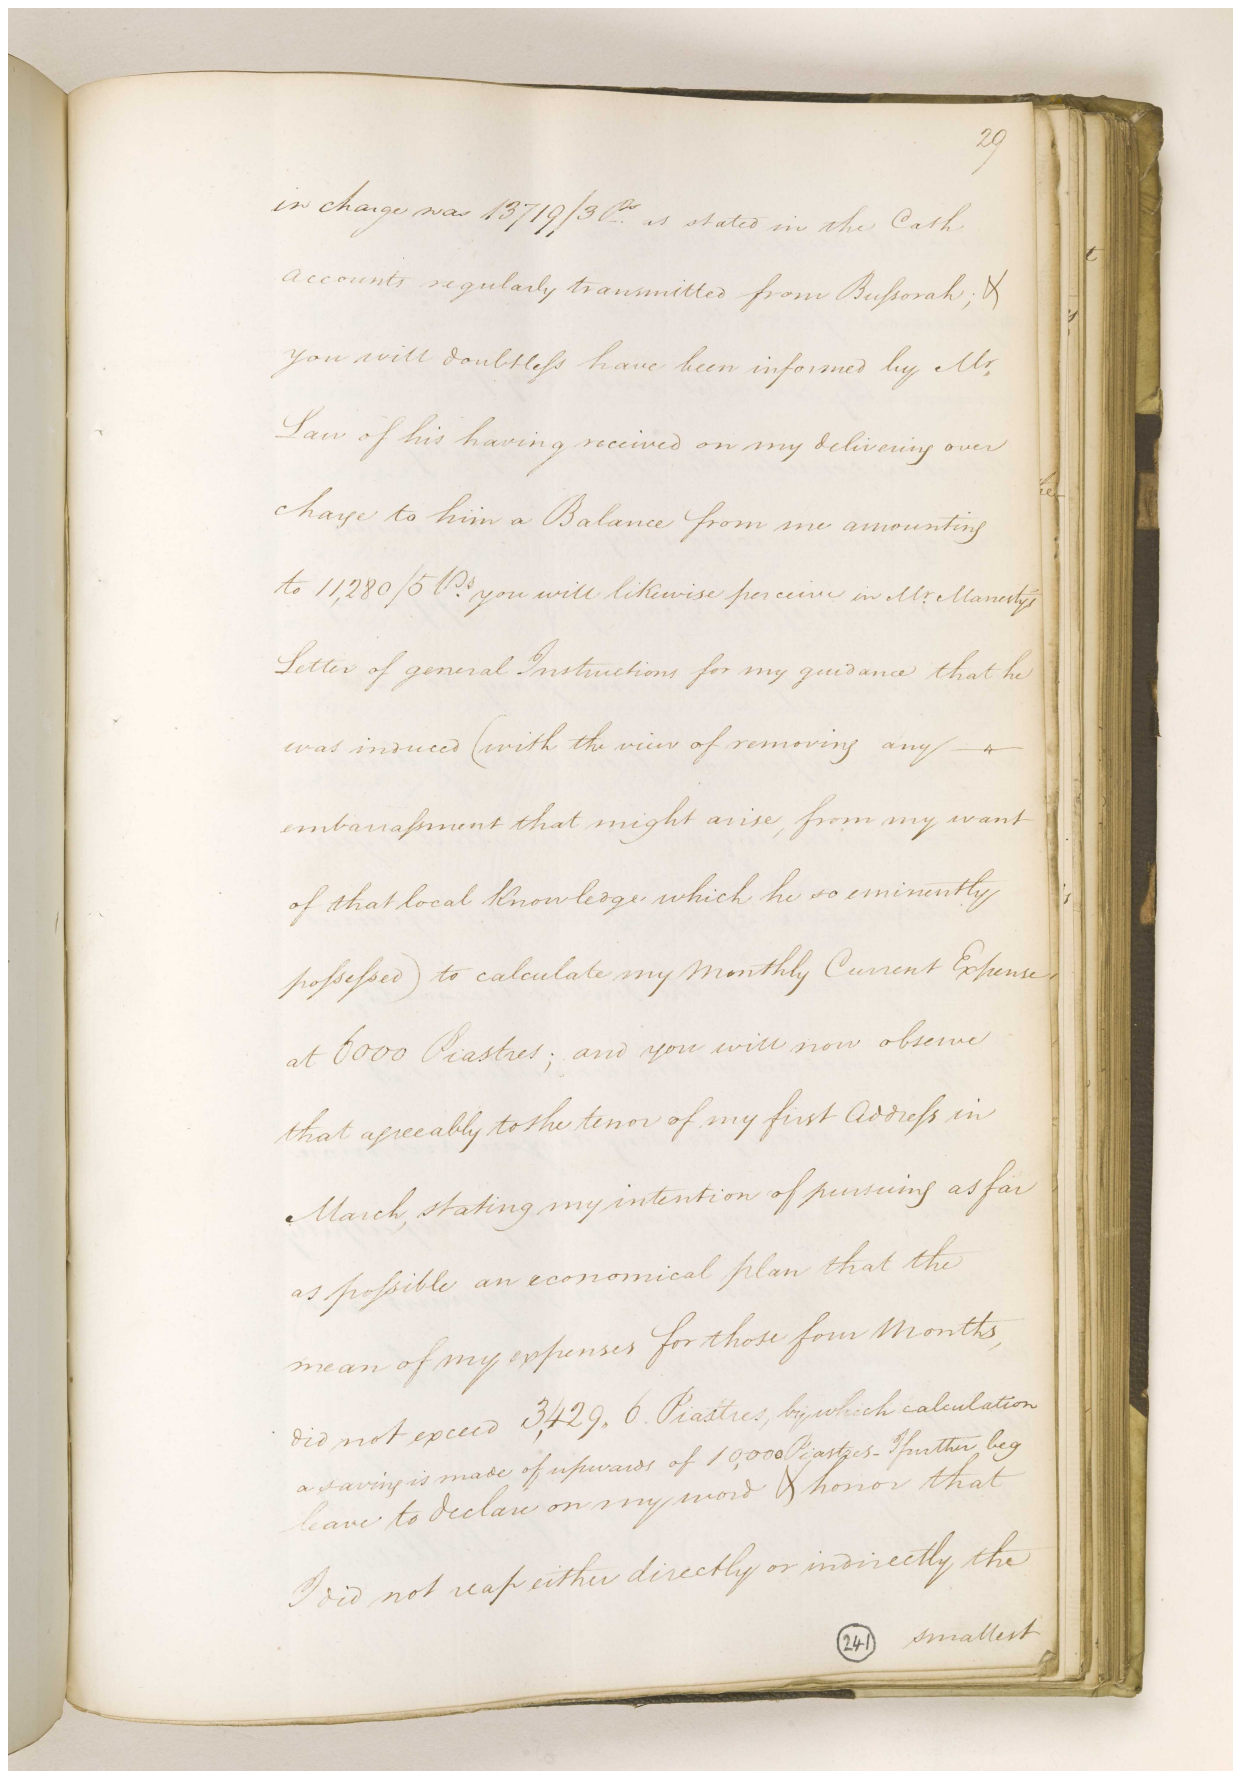 29
in charge was 13719/3 Ps. as stated in the Cash
accounts regularly transmitted from Bußorah; &
you will doubtleſs have been informed by Mr.
Law of his having received on my delivering over
charge to him a Balance from me amounting
to 11,280/5 Ps. you will likewise perceive in Mr. Manesty's
Letter of general Instructions for my guidance that he
was induced (with the view of removing any
embarraſsment that might arise, from my want
of that local Knowledge which he so eminently
poſseſsed) to calculate my Monthly Current Expense
at 6000 Piastres; and you will now observe
that agreeably to the tenor of my first Addreſs in
March, stating my intention of pursuing as far
as poſsible an economical plan that the
mean of my expenses for those four Months,
did not exceed 3,429. 6. Piastres, by which calculation
a saving is made of upwards of 10,000 Piastres - I further beg
leave to declare on my word & honor that
I did not reap either directly or indirectly the
smallest
241